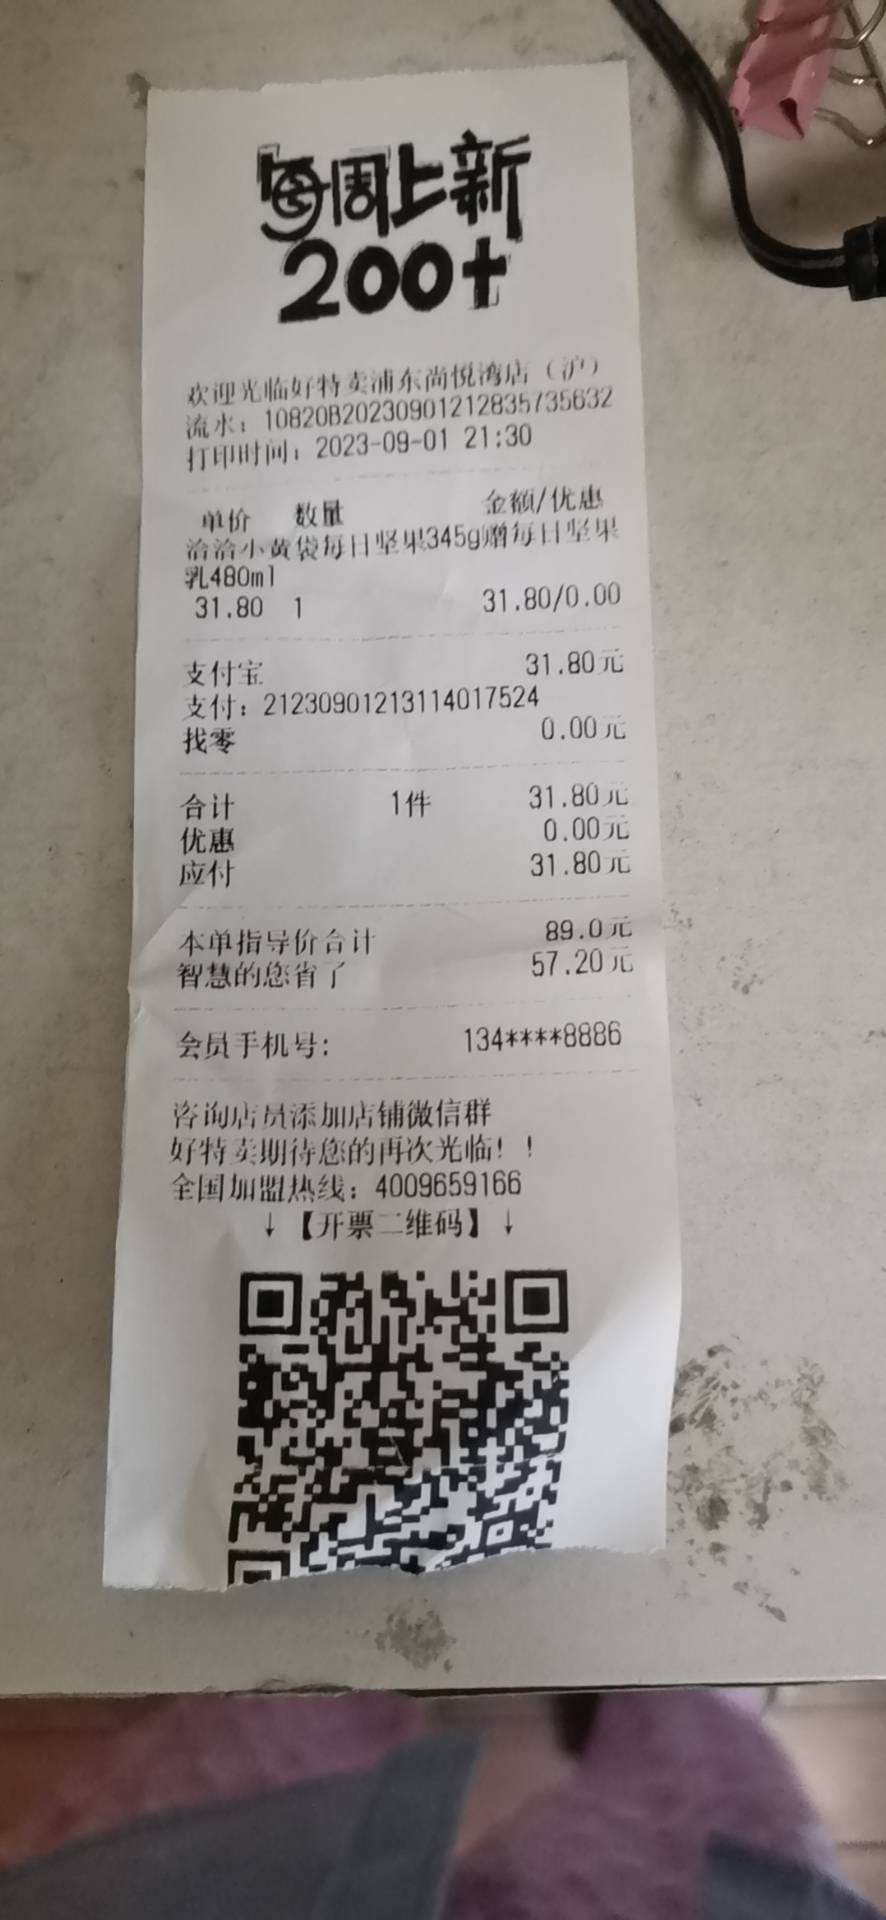 每周上新
200+
欢迎光临好特卖浦东尚悦湾店（沪）
流水：10820B202309012128357​35632
打印时间：2023-09-01 21:30
单价 数量 金额/优惠
洽洽小黄袋每日坚果345g赠每日坚果
乳480ml
31.80 1 31.80/0.00
支付宝 31.80元
支付：21230901213114017524
找零 0.00元
合计 1件 31.80元
优惠 0.00元
应付 31.80元
本单指导价合计 89.0元
智慧的您省了 57.20元
会员手机号: 134****8886
咨询店员添加店铺微信群
好特卖期待您的再次光临！！
全国加盟热线：4009659166
↓【开票二维码】↓